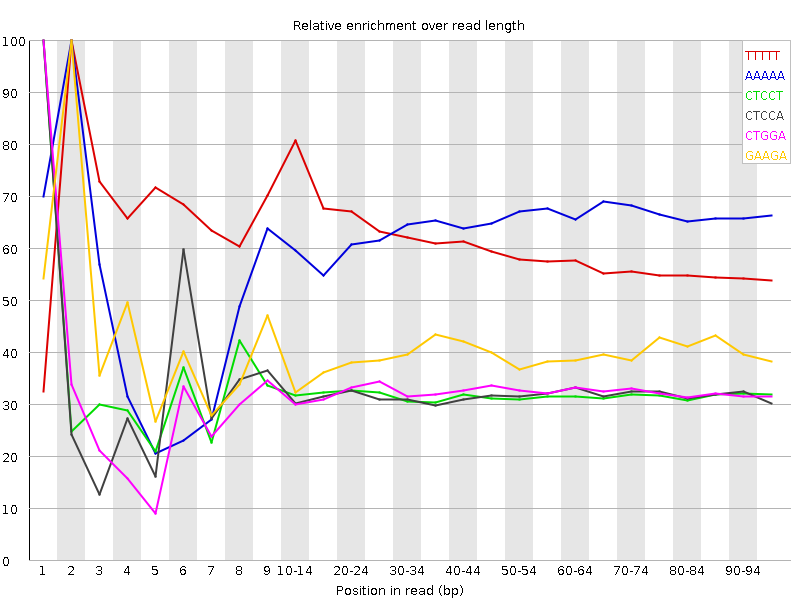 Relative enrichment over read length
100
90
80
70
60
50
40
30
20
10
0
TTTTT
AAAAA
CTCCT
CTCCA
CTGGA
GAAGA
1 2 3 4 5 6 7 8 9 10-14 20-24 30-34 40-44 50-54 60-64 70-74 80-84 90-94
Position in read (bp)